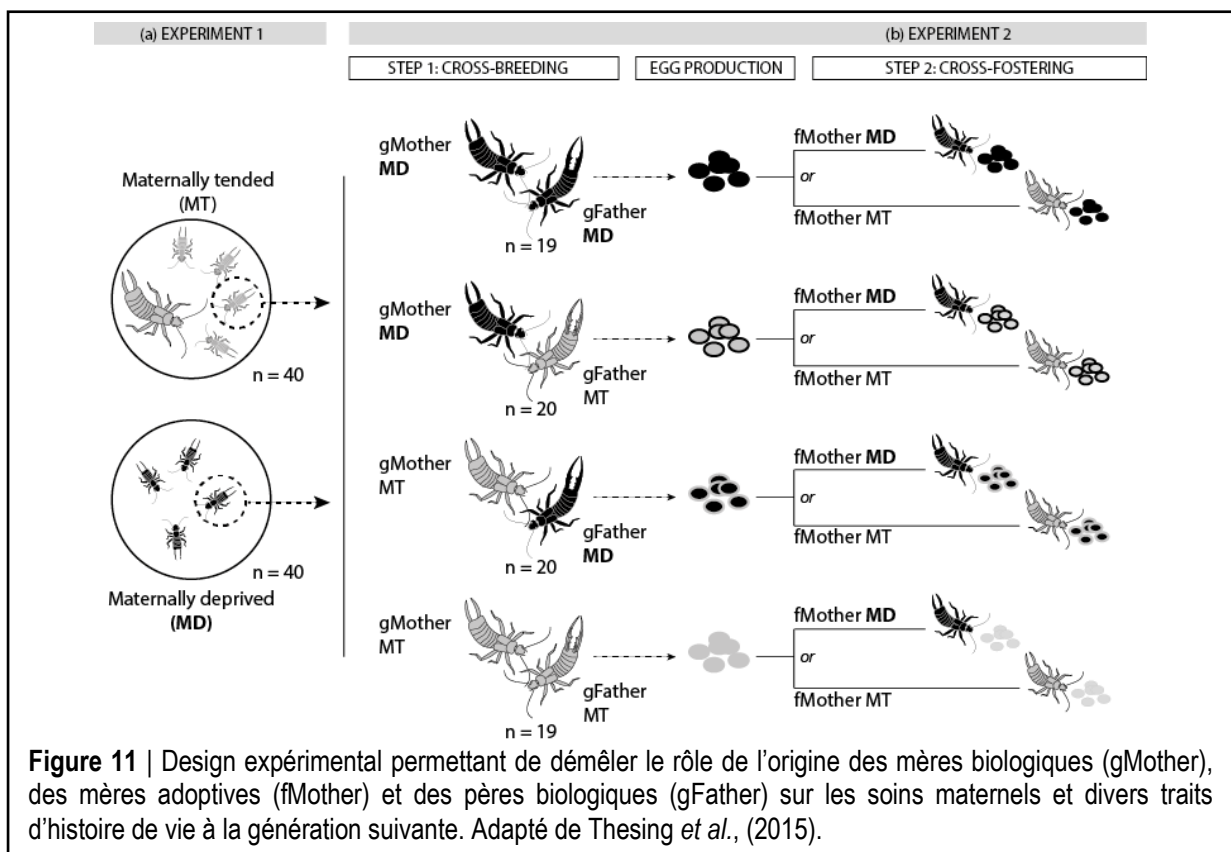 (a) EXPERIMENT 1
(b) EXPERIMENT 2
STEP 1: CROSS-BREEDING
EGG PRODUCTION
STEP 2: CROSS-FOSTERING
Maternally tended
(MT)
n = 40
n = 40
Maternally deprived
(MD)
gMother
MD
gFather
MD
n = 19
fMother MD
or
fMother MT
gMother
MD
gFather
MT
n = 20
fMother MD
or
fMother MT
gMother
MT
gFather
MD
n = 20
fMother MD
or
fMother MT
gMother
MT
gFather
MT
n = 19
fMother MD
or
fMother MT
Figure 11 | Design expérimental permettant de démêler le rôle de l'origine des mères biologiques (gMother),
des mères adoptives (fMother) et des pères biologiques (gFather) sur les soins maternels et divers traits
d'histoire de vie à la génération suivante. Adapté de Thesing et al., (2015).